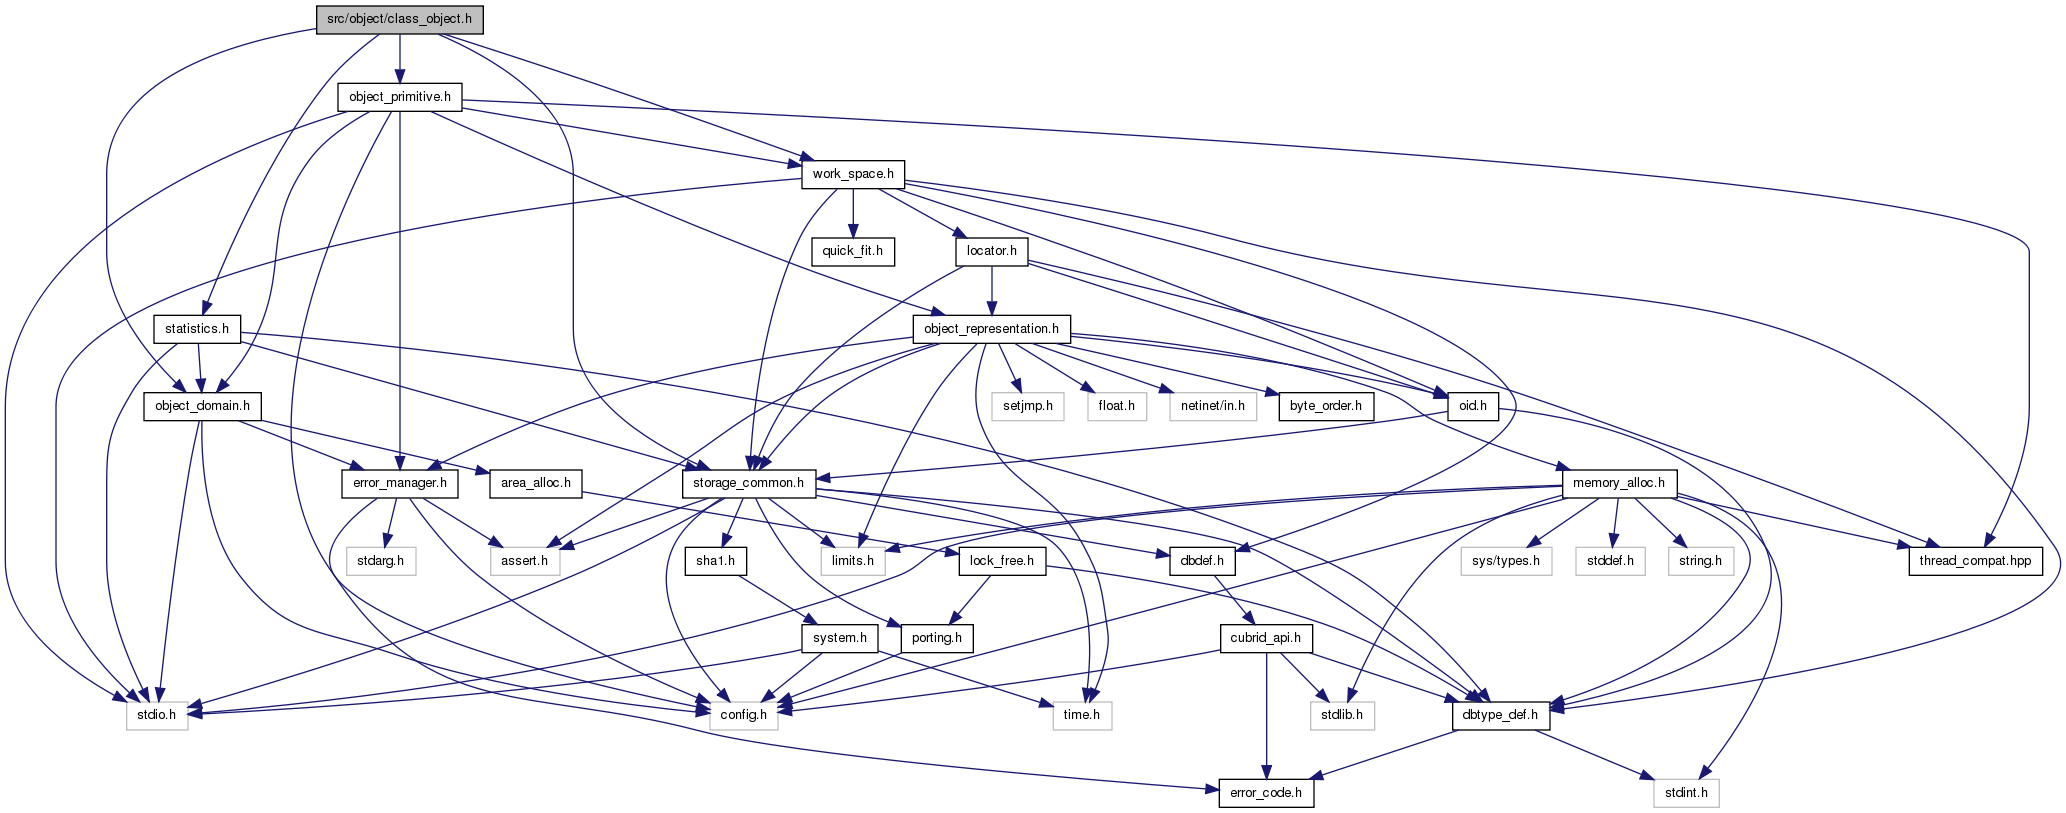 src/object/class_object.h
object_primitive.h
work_space.h
quick_fit.h
locator.h
statistics.h
object_representation.h
object_domain.h
setjmp.h
float.h
netinet/in.h
byte_order.h
oid.h
error_manager.h
area_alloc.h
storage_common.h
memory_alloc.h
stdarg.h
assert.h
sha1.h
limits.h
lock_free.h
dbdef.h
sys/types.h
stddef.h
string.h
thread_compat.hpp
system.h
porting.h
cubrid_api.h
stdio.h
config.h
time.h
stdlib.h
dbtype_def.h
error_code.h
stdint.h